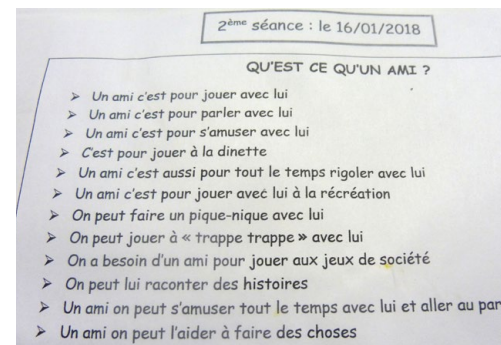 2ème séance : le 16/01/2018
QU'EST CE QU'UN AMI ?
➤ Un ami c'est pour jouer avec lui
➤ Un ami c'est pour parler avec lui
➤ Un ami c'est pour s'amuser avec lui
➤ C'est pour jouer à la dinette
➤ Un ami c'est aussi pour tout le temps rigoler avec lui
➤ Un ami c'est pour jouer avec lui à la récréation
➤ On peut faire un pique-nique avec lui
➤ On peut jouer à « trappe trappe » avec lui
➤ On a besoin d'un ami pour jouer aux jeux de société
➤ On peut lui raconter des histoires
➤ Un ami on peut s'amuser tout le temps avec lui et aller au par
➤ Un ami on peut l'aider à faire des choses